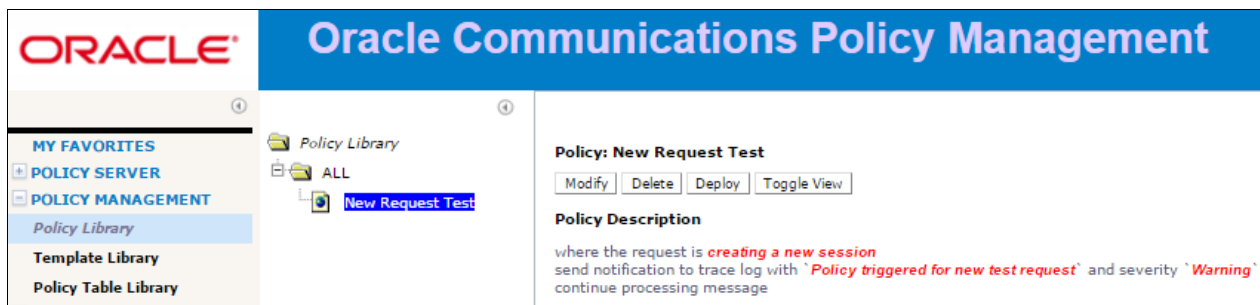 ORACLE®
Oracle Communications Policy Management
MY FAVORITES
POLICY SERVER
POLICY MANAGEMENT
Policy Library
Template Library
Policy Table Library
Policy Library
ALL
New Request Test
Policy: New Request Test
Modify Delete Deploy Toggle View
Policy Description
where the request is creating a new session
send notification to trace log with `Policy triggered for new test request` and severity `Warning`
continue processing message